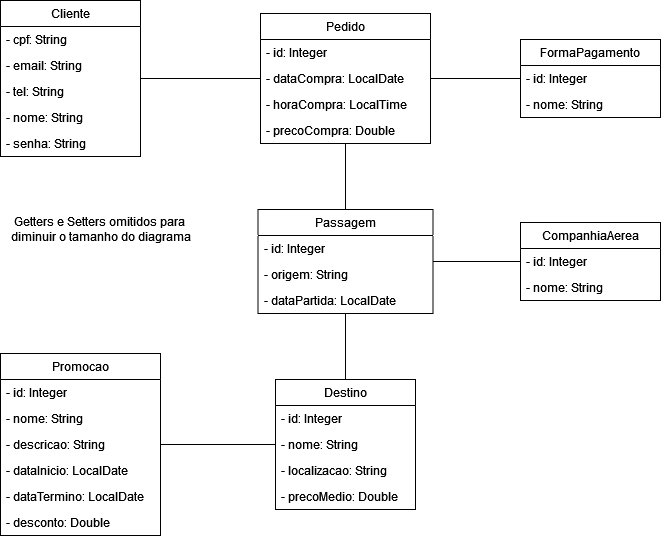 Cliente
- cpf: String
- email: String
- tel: String
- nome: String
- senha: String
Pedido
- id: Integer
- dataCompra: LocalDate
- horaCompra: LocalTime
- precoCompra: Double
FormaPagamento
- id: Integer
- nome: String
Getters e Setters omitidos para
diminuir o tamanho do diagrama
Passagem
- id: Integer
- origem: String
- dataPartida: LocalDate
CompanhiaAerea
- id: Integer
- nome: String
Promocao
- id: Integer
- nome: String
- descricao: String
- dataInicio: LocalDate
- dataTermino: LocalDate
- desconto: Double
Destino
- id: Integer
- nome: String
- localizacao: String
- precoMedio: Double